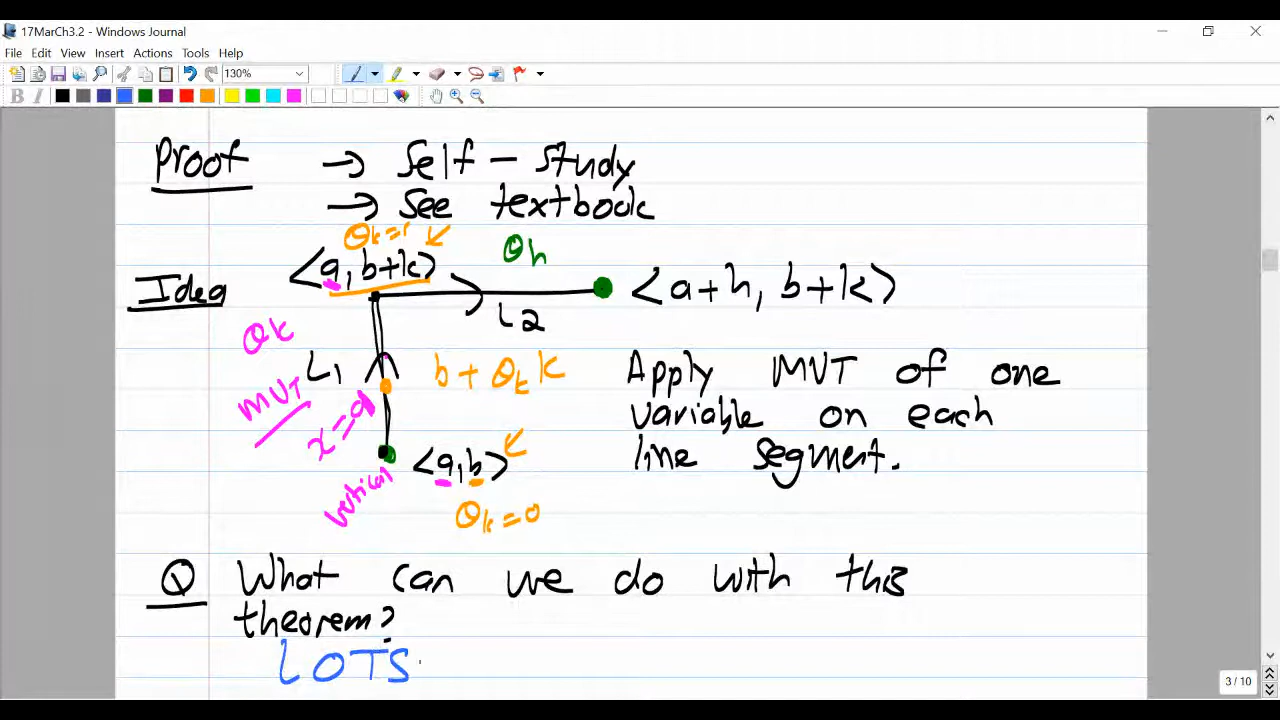 17MarCh3.2 - Windows Journal
File Edit View Insert Actions Tools Help
130%
B I
Proof → Self - study
→ See textbook
θk=1
<a, b+k>
θh
Idea
<a+h, b+k>
L2
θk
L1
b + θk k
MVT
x=a
Apply MVT of one
variable on each
line segment.
<a,b>
vertical
θk=0
Q What can we do with this
theorem?
LOTS
3 / 10